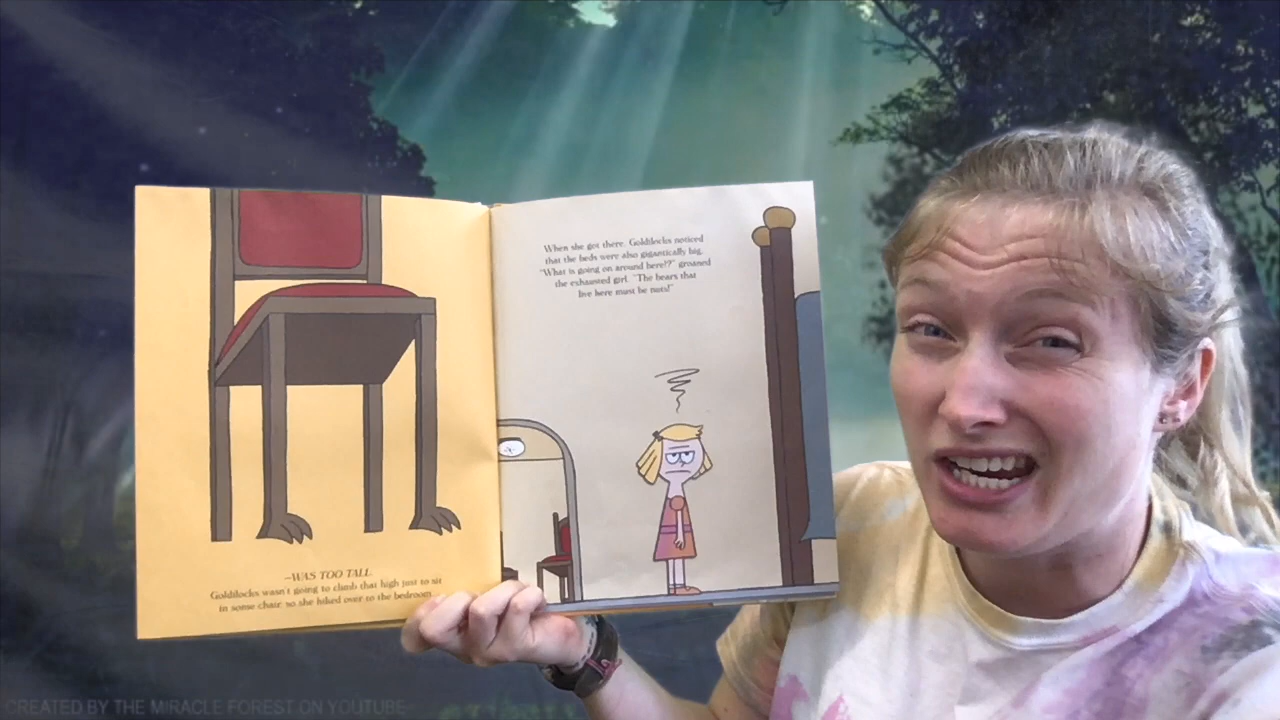 –WAS TOO TALL.
Goldilocks wasn't going to climb that high just to sit
in some chair, so she hiked over to the bedroom.
When she got there, Goldilocks noticed
that the beds were also gigantically big.
"What is going on around here!?" groaned
the exhausted girl. "The bears that
live here must be nuts!"
CREATED BY THE MIRACLE FOREST ON YOUTUBE